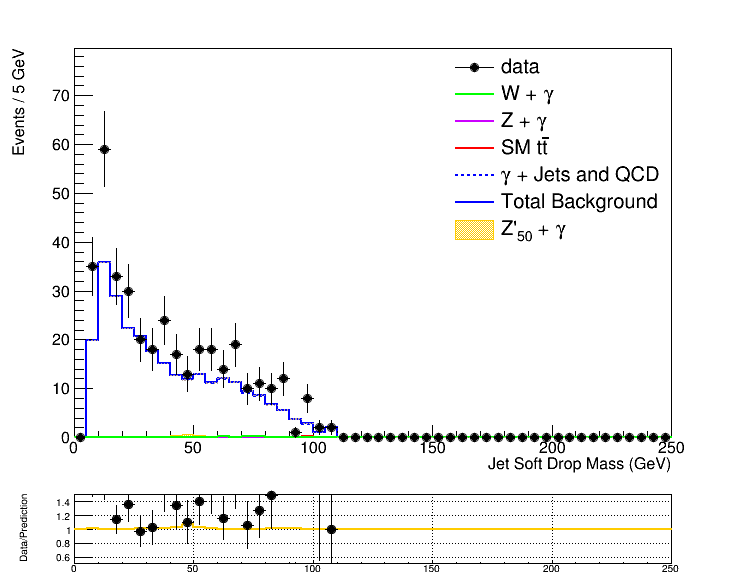 Events / 5 GeV
data
W + γ
Z + γ
SM tt̄
γ + Jets and QCD
Total Background
Z'50 + γ
70
60
50
40
30
20
10
0
0 50 100 150 200 250
Jet Soft Drop Mass (GeV)
Data/Prediction
1.4
1.2
1
0.8
0.6
0 50 100 150 200 250